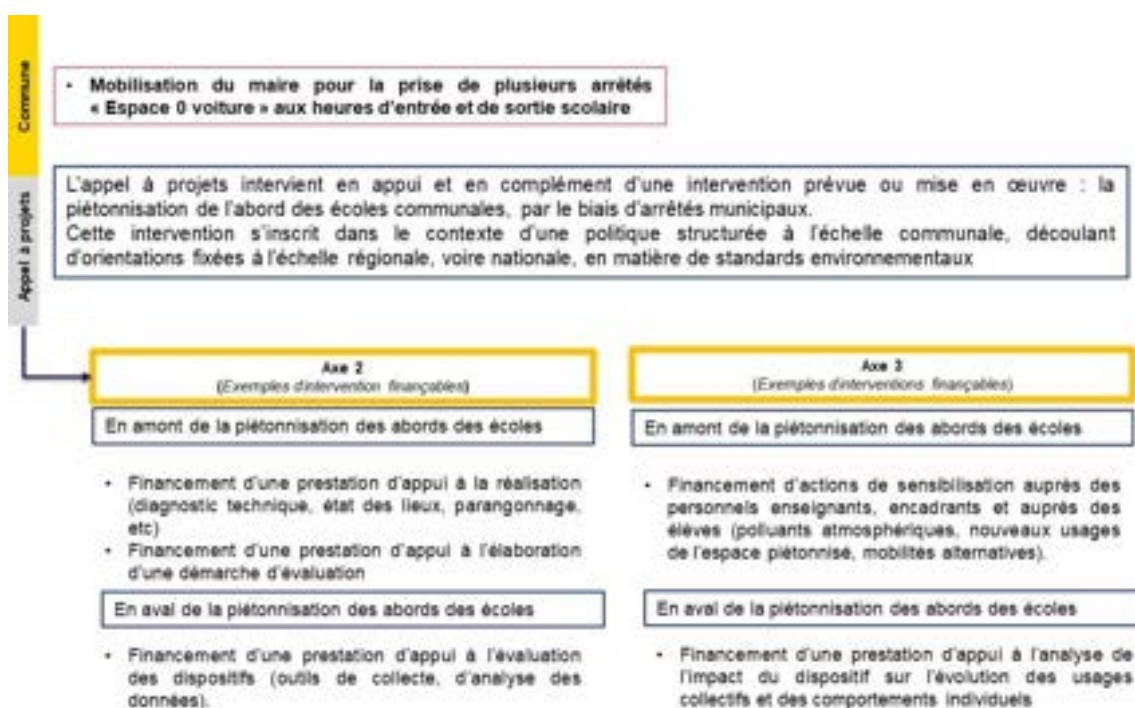 Commune
• Mobilisation du maire pour la prise de plusieurs arrêtés
« Espace 0 voiture » aux heures d'entrée et de sortie scolaire
Appel à projets
L'appel à projets intervient en appui et en complément d'une intervention prévue ou mise en œuvre : la
piétonnisation de l'abord des écoles communales, par le biais d'arrêtés municipaux.
Cette intervention s'inscrit dans le contexte d'une politique structurée à l'échelle communale, découlant
d'orientations fixées à l'échelle régionale, voire nationale, en matière de standards environnementaux
Axe 2
(Exemples d'intervention finançables)
En amont de la piétonnisation des abords des écoles
• Financement d'une prestation d'appui à la réalisation
(diagnostic technique, état des lieux, parangonnage,
etc)
• Financement d'une prestation d'appui à l'élaboration
d'une démarche d'évaluation
En aval de la piétonnisation des abords des écoles
• Financement d'une prestation d'appui à l'évaluation
des dispositifs (outils de collecte, d'analyse des
données).
Axe 3
(Exemples d'interventions finançables)
En amont de la piétonnisation des abords des écoles
• Financement d'actions de sensibilisation auprès des
personnels enseignants, encadrants et auprès des
élèves (polluants atmosphériques, nouveaux usages
de l'espace piétonnisé, mobilités alternatives).
En aval de la piétonnisation des abords des écoles
• Financement d'une prestation d'appui à l'analyse de
l'impact du dispositif sur l'évolution des usages
collectifs et des comportements individuels